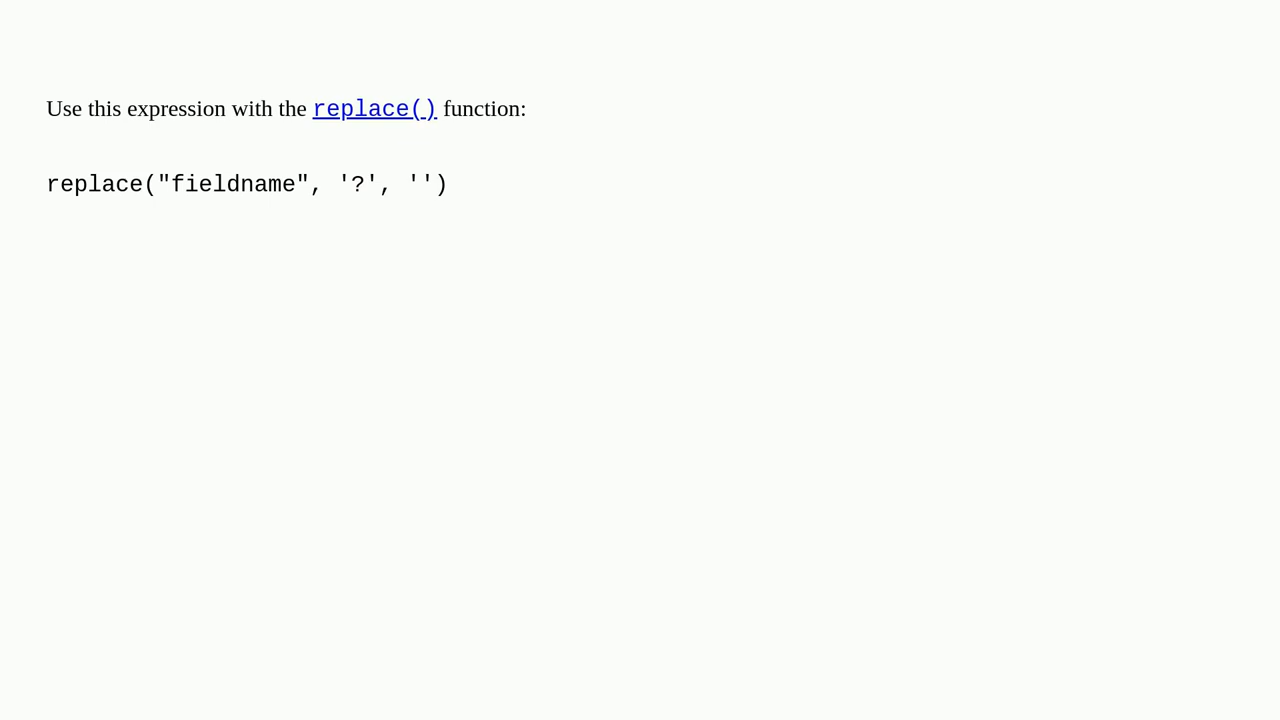 Use this expression with the replace() function:
replace("fieldname", '?', '')